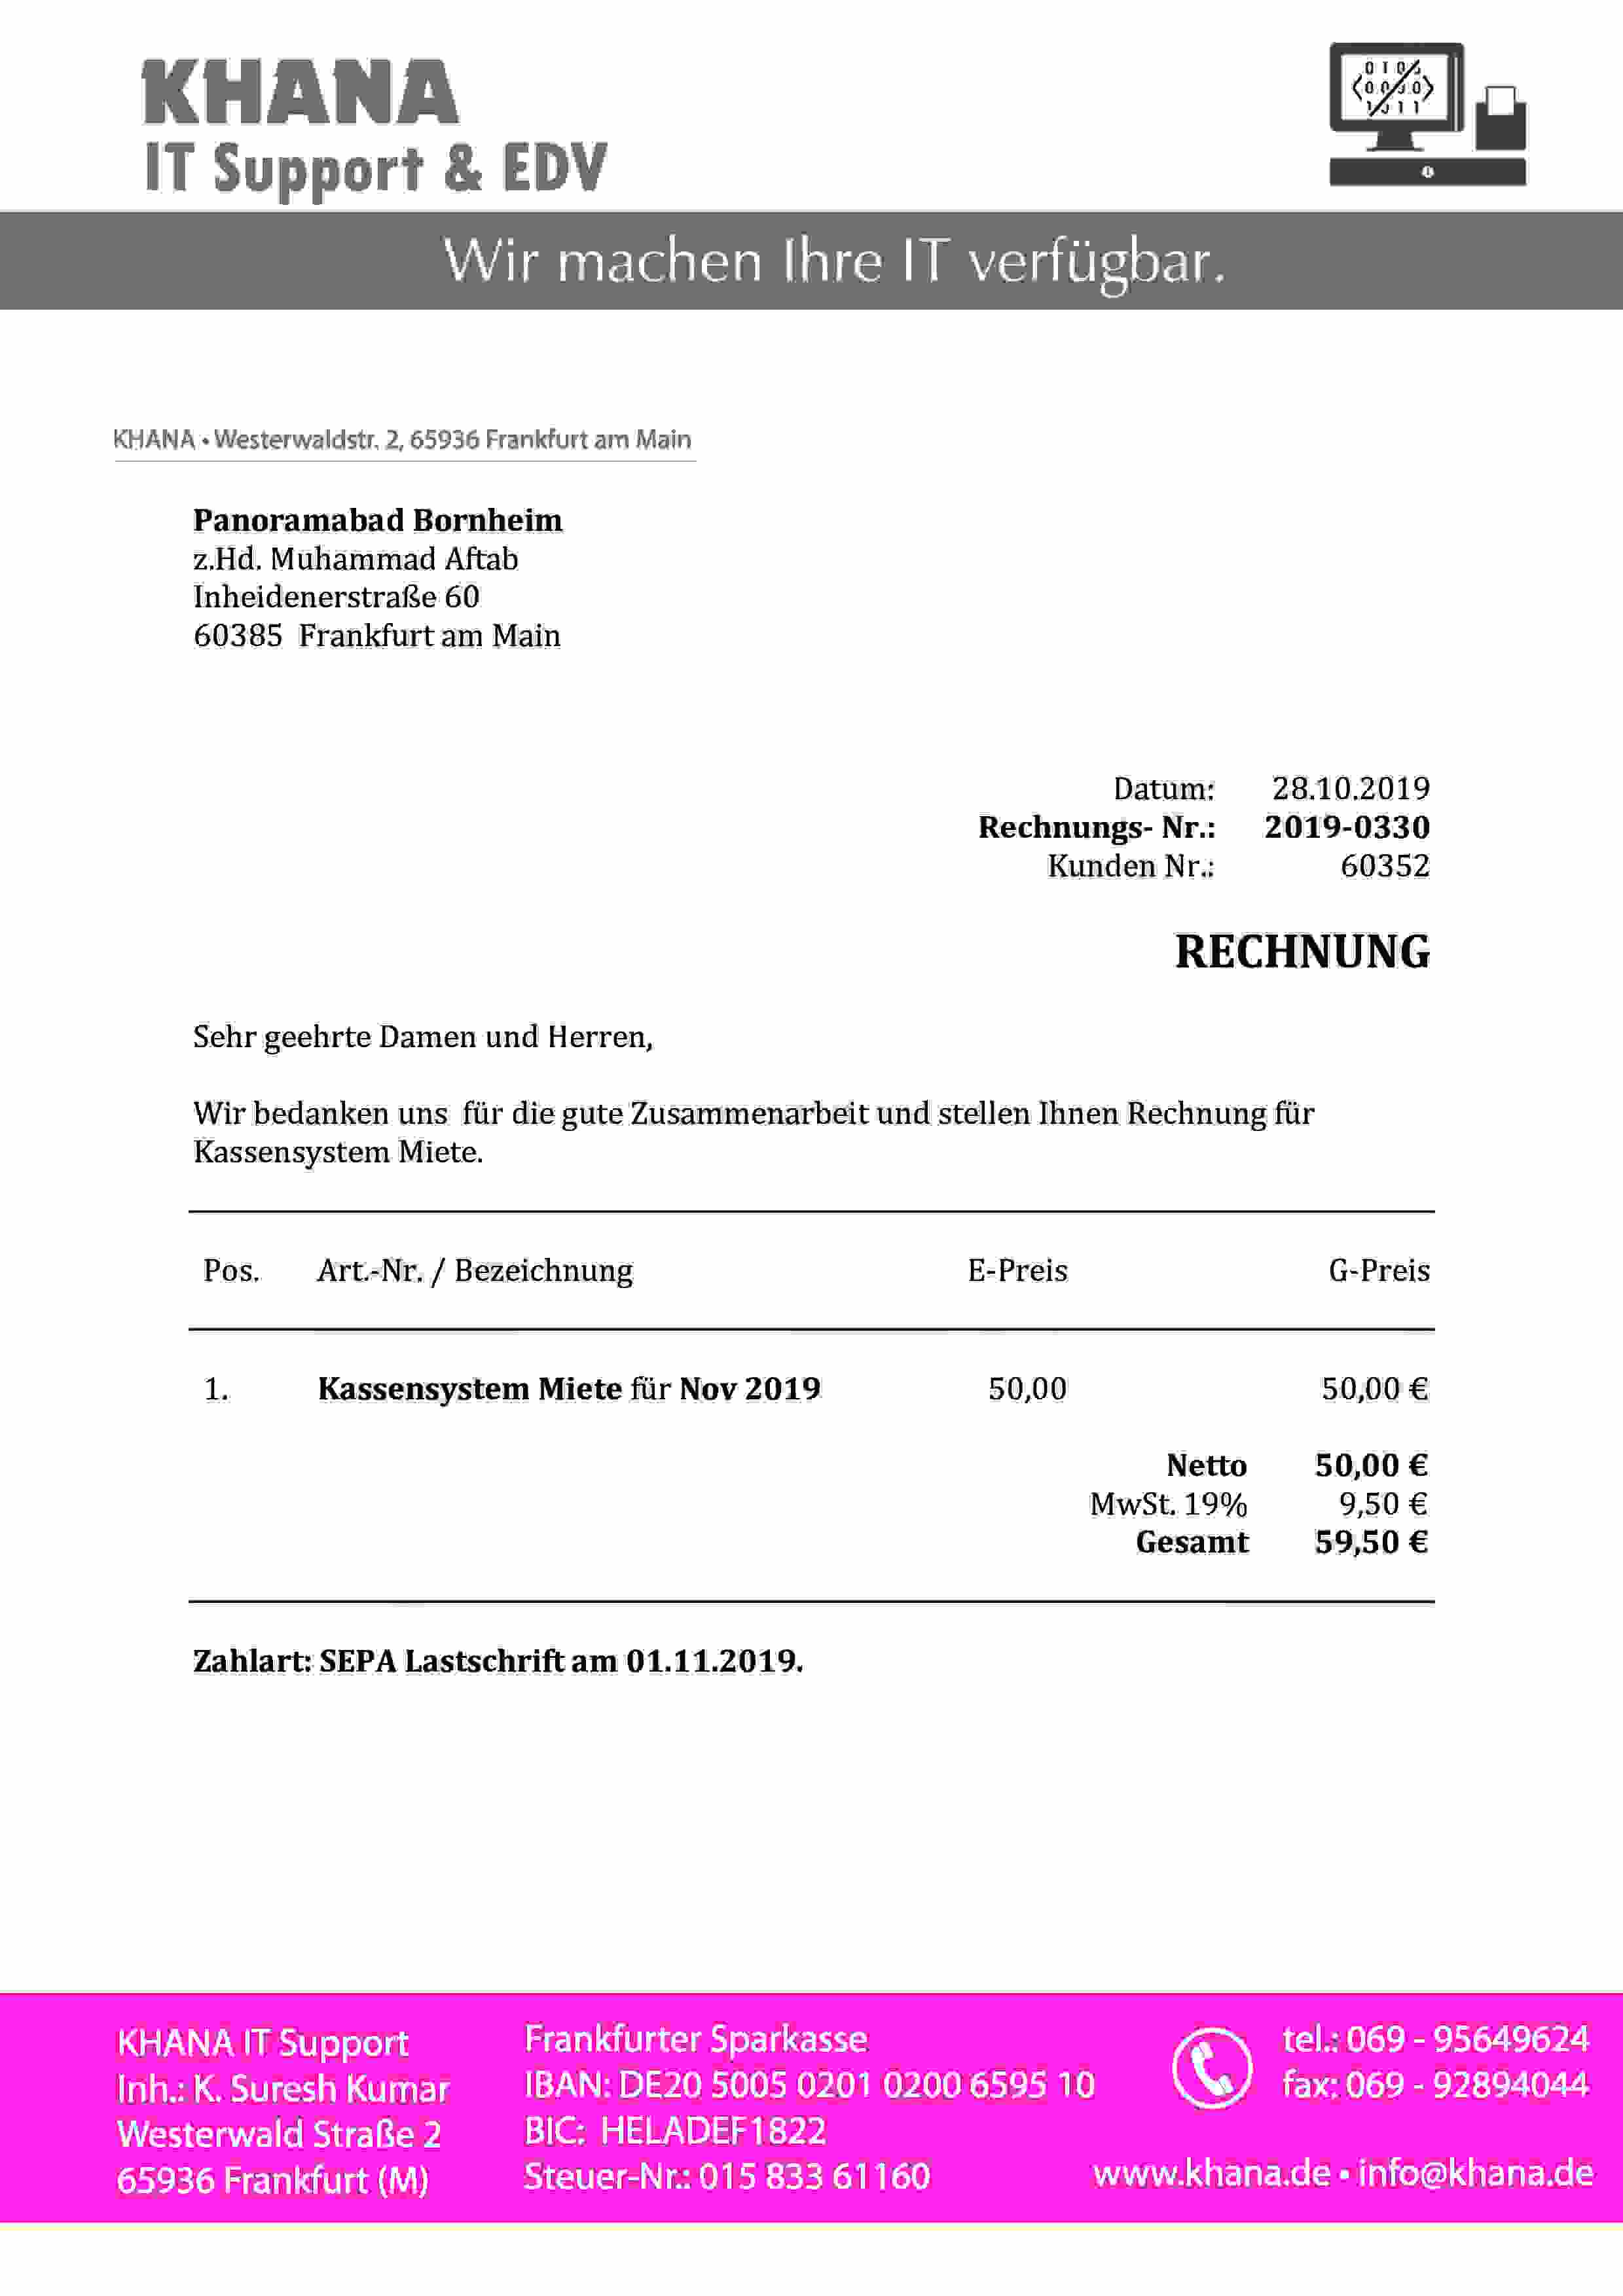 KHANA
IT Support & EDV
Wir machen Ihre IT verfügbar.
KHANA • Westerwaldstr. 2, 65936 Frankfurt am Main
Panoramabad Bornheim
z.Hd. Muhammad Aftab
Inheidenerstraße 60
60385 Frankfurt am Main
Datum: 28.10.2019
Rechnungs- Nr.: 2019-0330
Kunden Nr.: 60352
RECHNUNG
Sehr geehrte Damen und Herren,
Wir bedanken uns für die gute Zusammenarbeit und stellen Ihnen Rechnung für
Kassensystem Miete.
Pos. Art.-Nr. / Bezeichnung E-Preis G-Preis
1. Kassensystem Miete für Nov 2019 50,00 50,00 €
Netto 50,00 €
MwSt. 19% 9,50 €
Gesamt 59,50 €
Zahlart: SEPA Lastschrift am 01.11.2019.
KHANA IT Support
Inh.: K. Suresh Kumar
Westerwald Straße 2
65936 Frankfurt (M)
Frankfurter Sparkasse
IBAN: DE20 5005 0201 0200 6595 10
BIC: HELADEF1822
Steuer-Nr.: 015 833 61160
tel.: 069 - 95649624
fax: 069 - 92894044
www.khana.de • info@khana.de